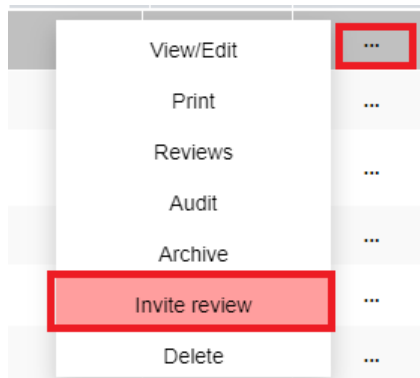 View/Edit ...
Print ...
Reviews ...
Audit
Archive ...
Invite review ...
Delete ...